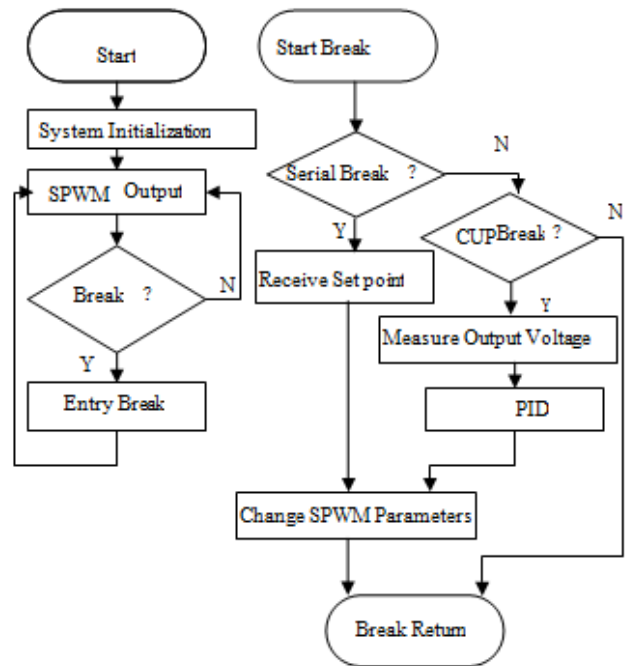 Start
System Initialization
SPWM Output
Break ?
N
Y
Entry Break
Start Break
Serial Break ?
N
Y
Receive Set point
CUPBreak ?
N
Y
Measure Output Voltage
PID
Change SPWM Parameters
Break Return